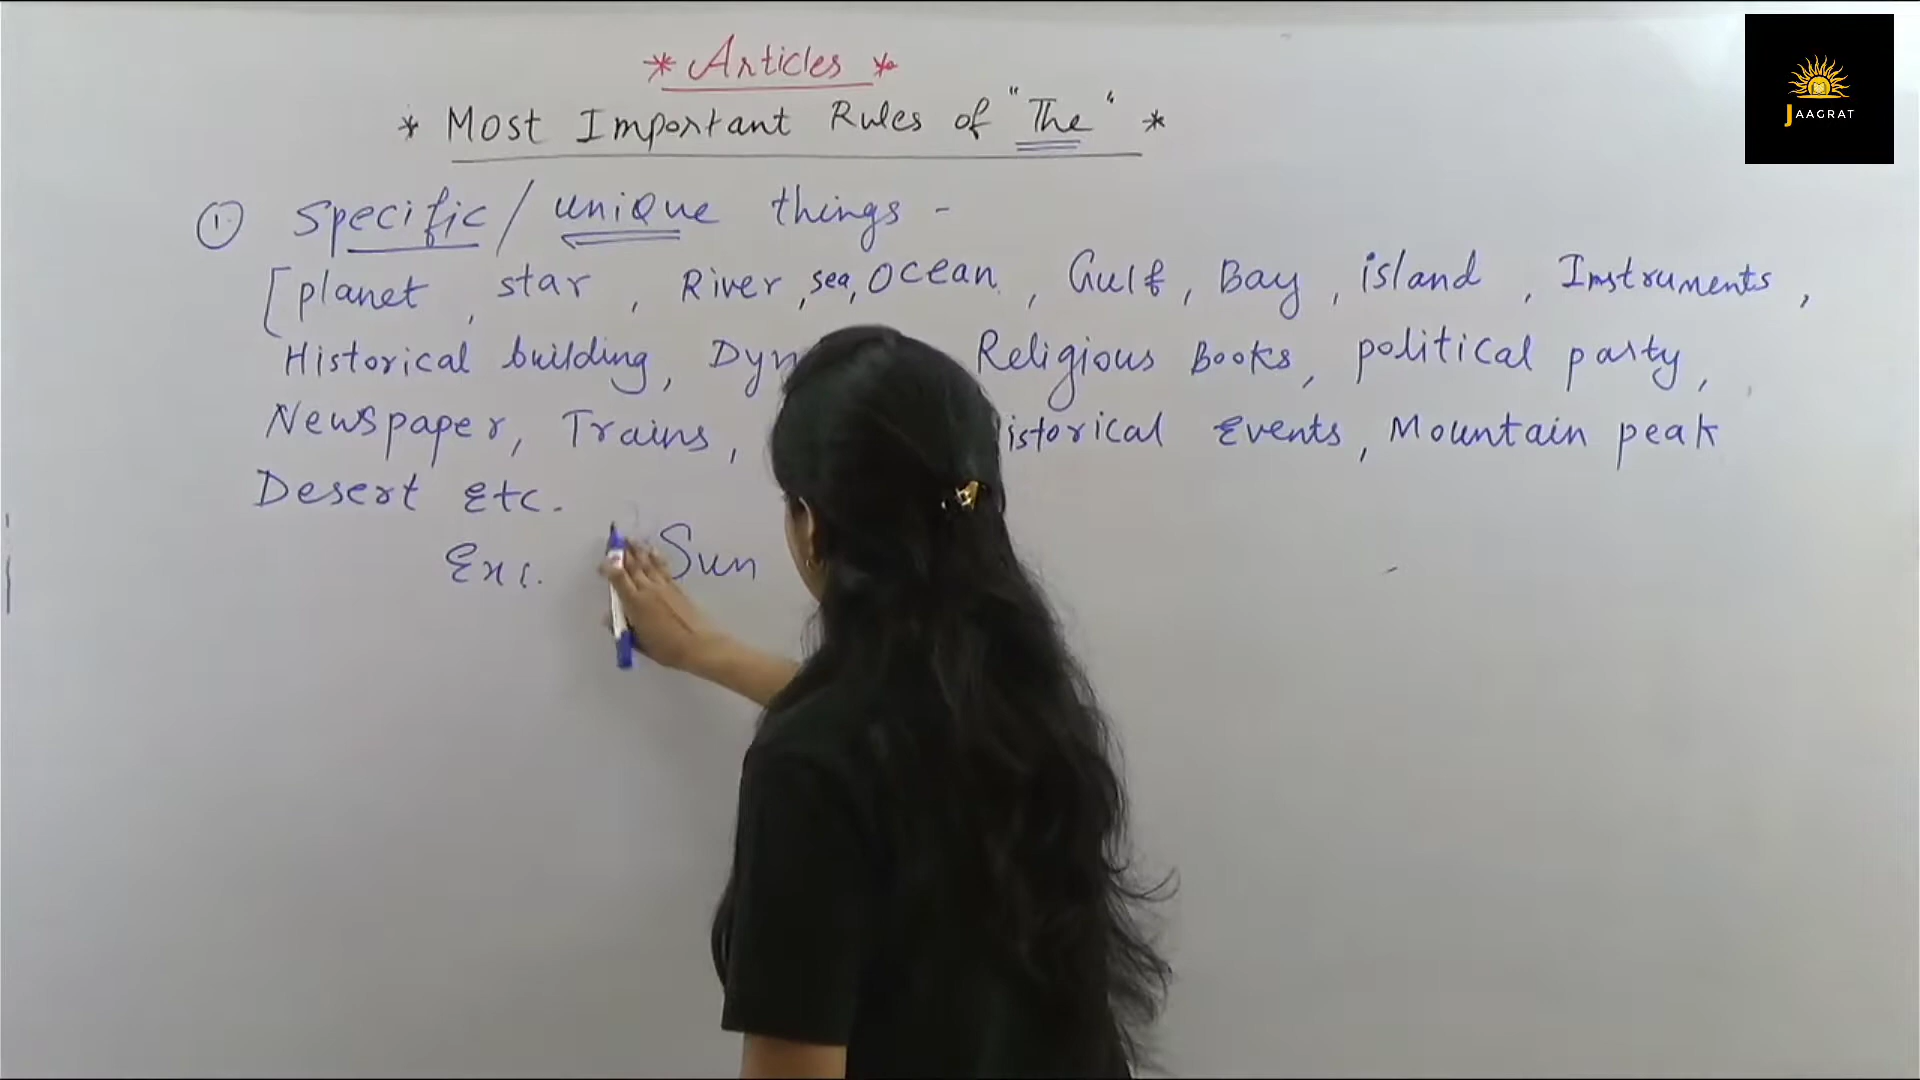 * Articles *
* Most Important Rules of "The" *
① Specific / unique things -
[planet, star, River, sea, Ocean, Gulf, Bay, island, Instruments,
Historical building, Religious Books, political party,
Newspaper, Trains, Events, Mountain peak
Desert Etc.
Ex:. Sun
JAAGRAT